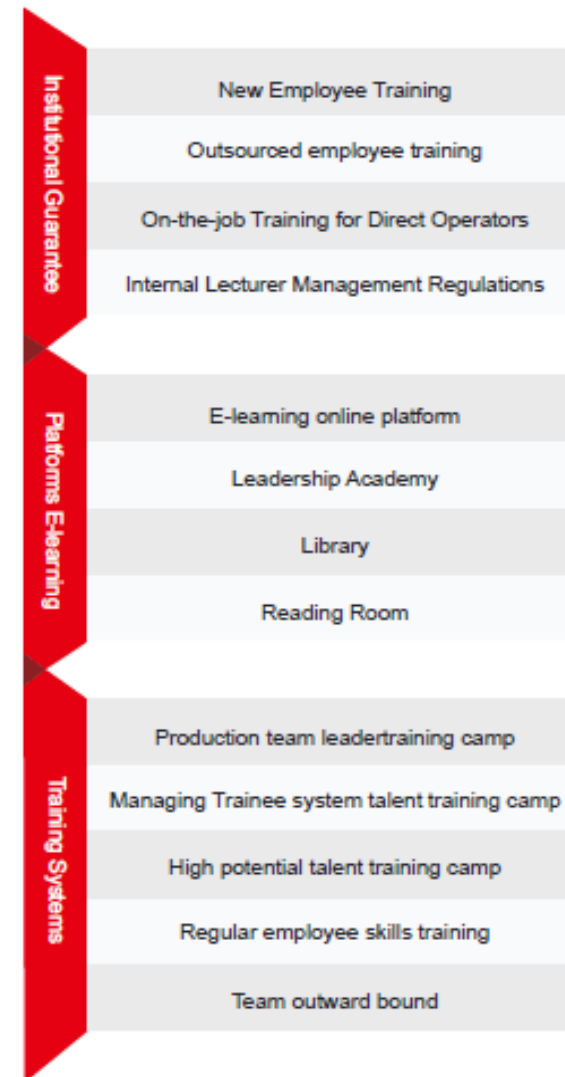 Institutional Guarantee
New Employee Training
Outsourced employee training
On-the-job Training for Direct Operators
Internal Lecturer Management Regulations
Platforms E-learning
E-learning online platform
Leadership Academy
Library
Reading Room
Training Systems
Production team leadertraining camp
Managing Trainee system talent training camp
High potential talent training camp
Regular employee skills training
Team outward bound